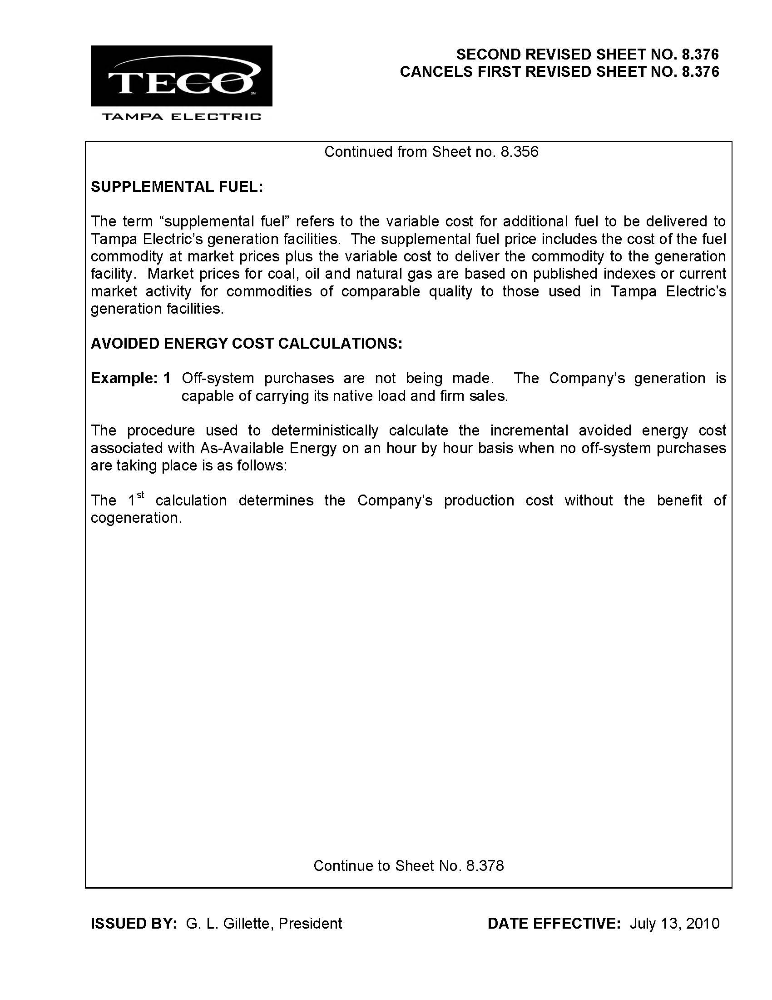 SECOND REVISED SHEET NO. 8.376
CANCELS FIRST REVISED SHEET NO. 8.376
TECO
SM
TAMPA ELECTRIC
Continued from Sheet no. 8.356
SUPPLEMENTAL FUEL:
The term “supplemental fuel” refers to the variable cost for additional fuel to be delivered to
Tampa Electric’s generation facilities.  The supplemental fuel price includes the cost of the fuel
commodity at market prices plus the variable cost to deliver the commodity to the generation
facility.  Market prices for coal, oil and natural gas are based on published indexes or current
market activity for commodities of comparable quality to those used in Tampa Electric’s
generation facilities.
AVOIDED ENERGY COST CALCULATIONS:
Example: 1 Off-system purchases are not being made.  The Company’s generation is
capable of carrying its native load and firm sales.
The procedure used to deterministically calculate the incremental avoided energy cost
associated with As-Available Energy on an hour by hour basis when no off-system purchases
are taking place is as follows:
The 1st calculation determines the Company's production cost without the benefit of
cogeneration.
Continue to Sheet No. 8.378
ISSUED BY:  G. L. Gillette, President DATE EFFECTIVE:  July 13, 2010